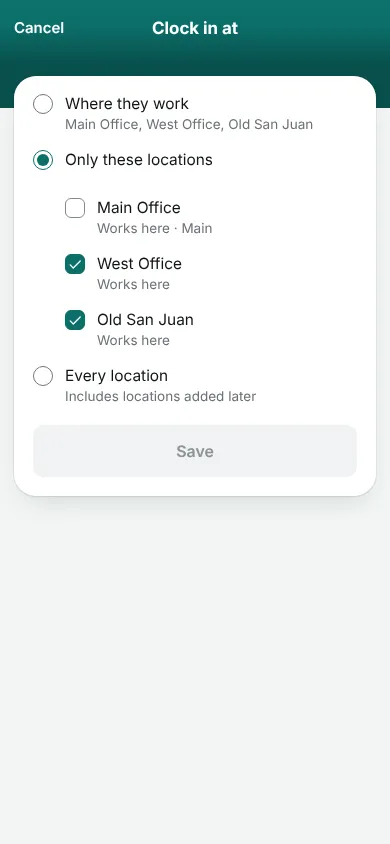 Cancel
Clock in at
Where they work
Main Office, West Office, Old San Juan
Only these locations
Main Office
Works here · Main
West Office
Works here
Old San Juan
Works here
Every location
Includes locations added later
Save